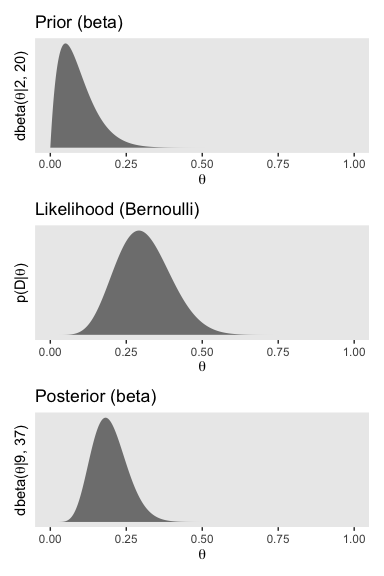 Prior (beta)
dbeta(θ|2, 20)
0.00 0.25 0.50 0.75 1.00
θ
Likelihood (Bernoulli)
p(D|θ)
0.00 0.25 0.50 0.75 1.00
θ
Posterior (beta)
dbeta(θ|9, 37)
0.00 0.25 0.50 0.75 1.00
θ